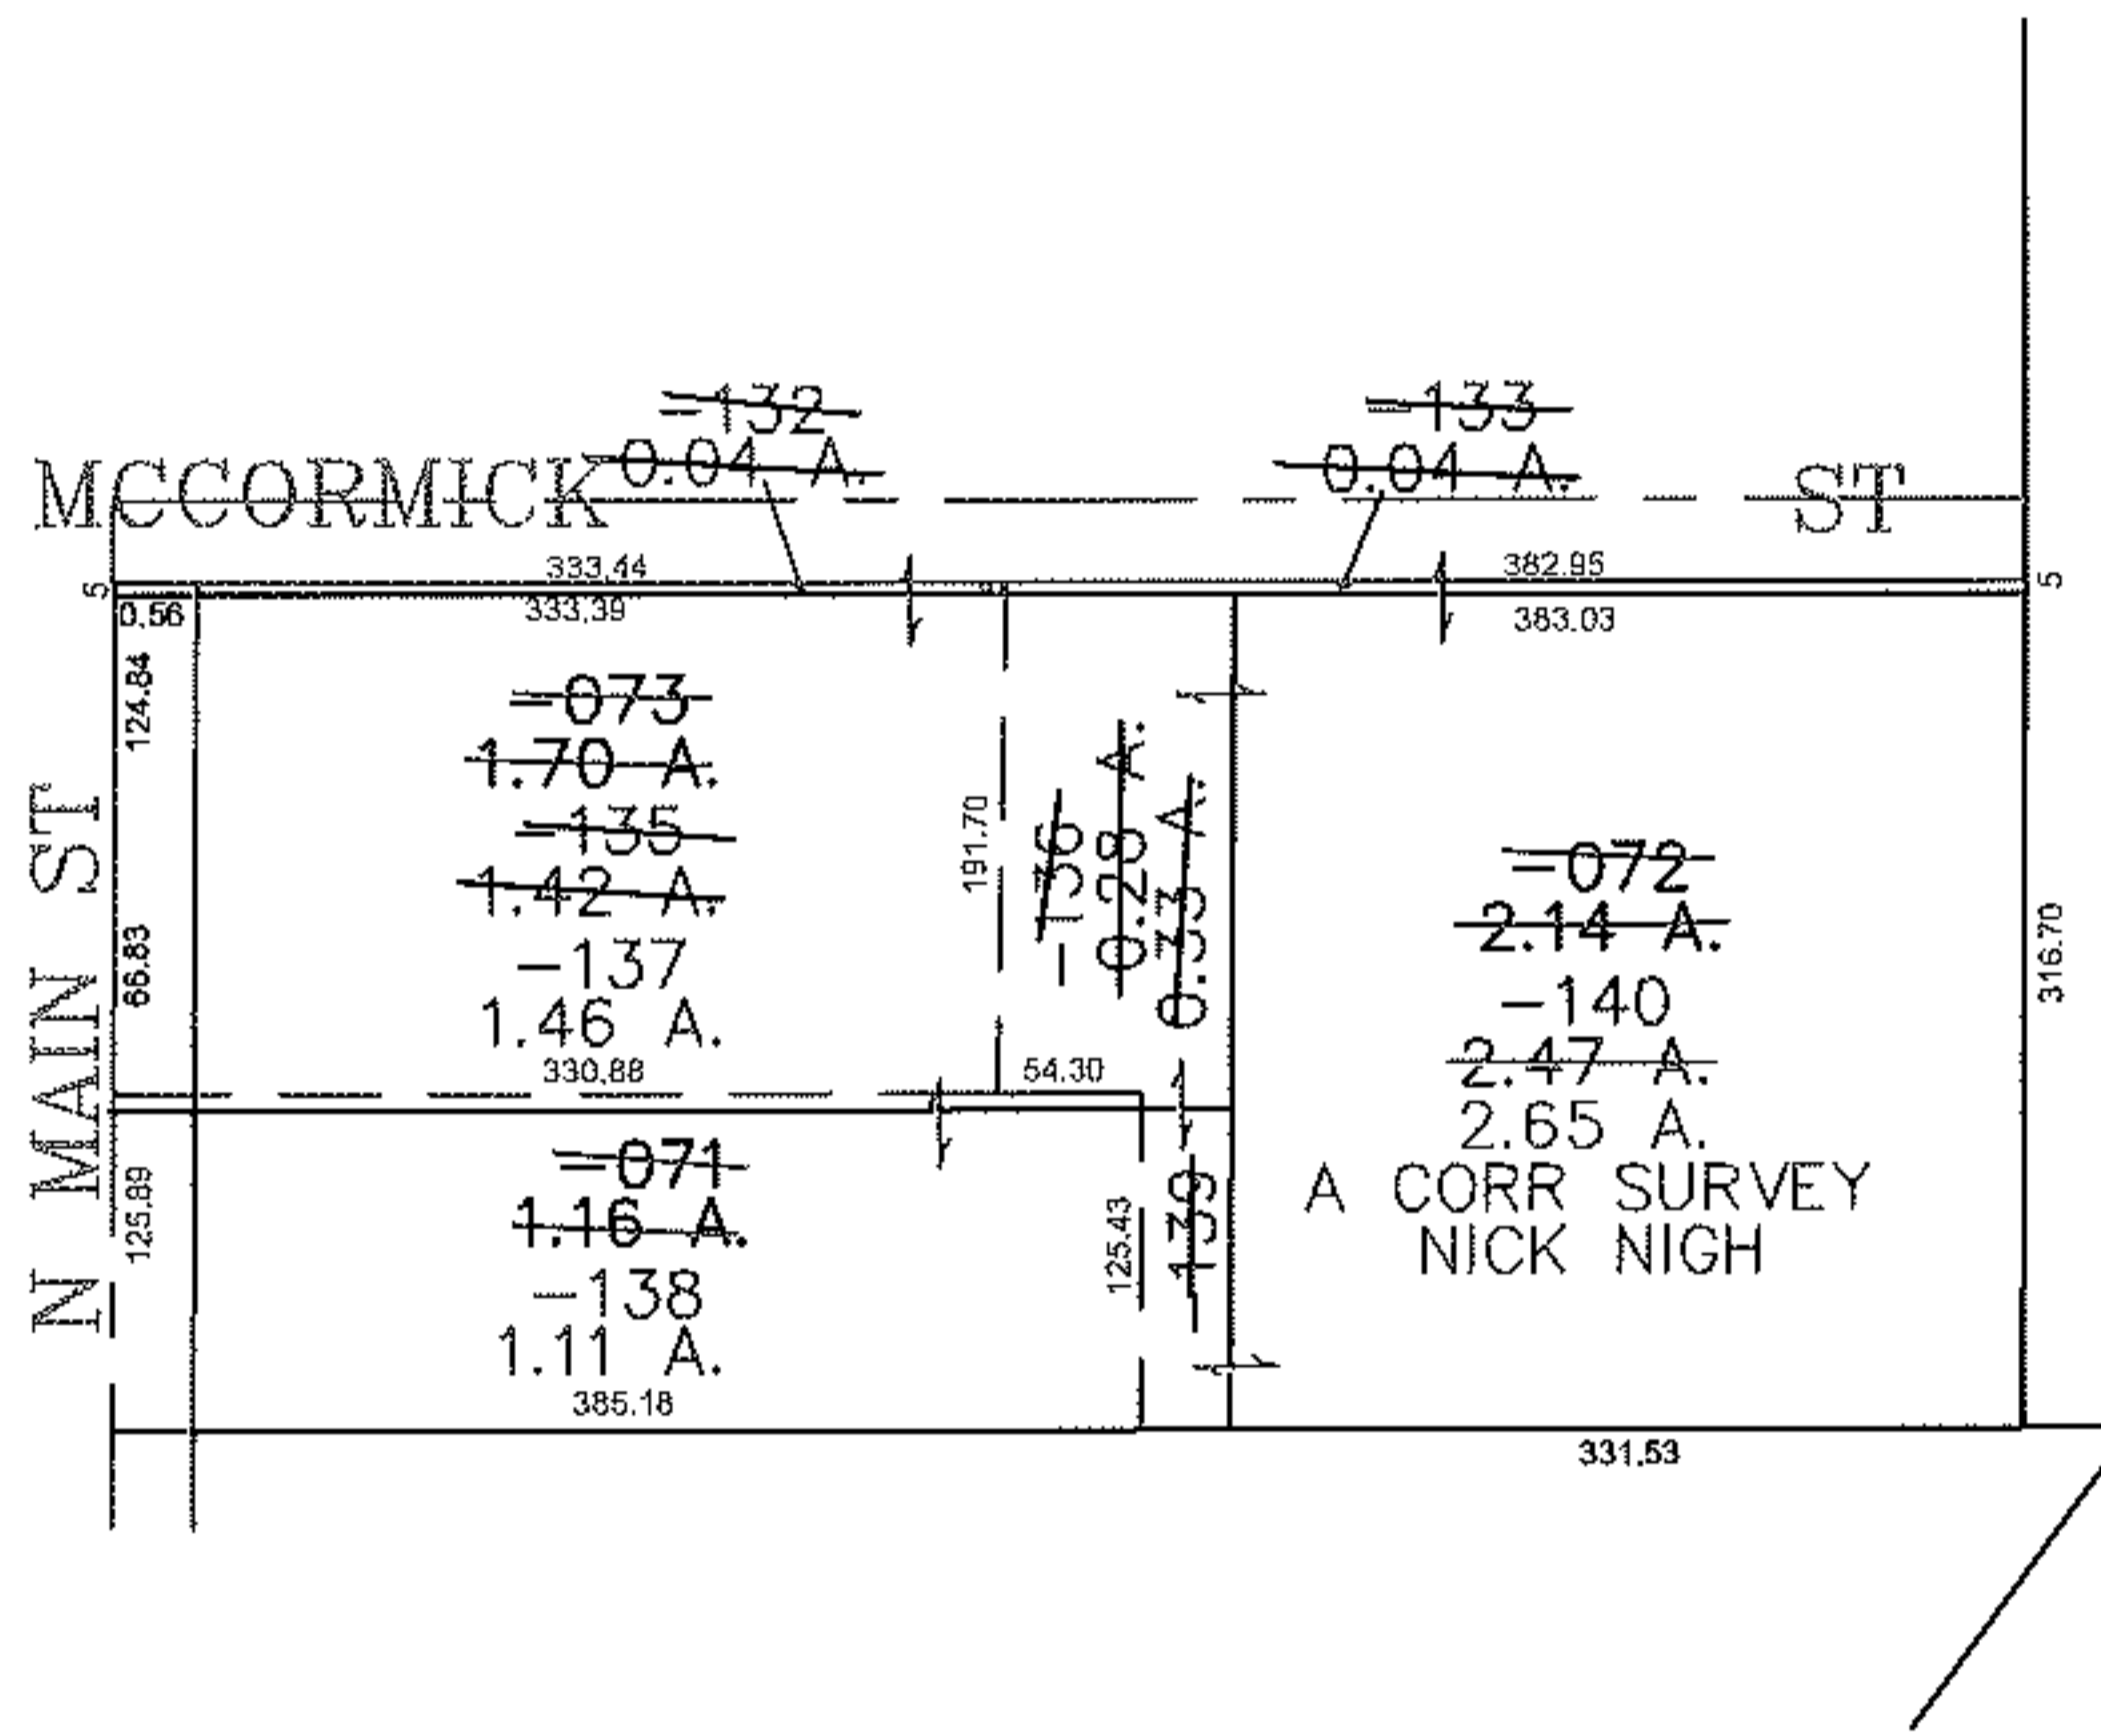 -132
0.04 A.
-133
0.04 A.
MCCORMICK ST
333.44
382.95
5
5
0.56
333.39
383.03
124.84
-073
1.70 A.
-135
1.42 A.
-137
1.46 A.
330.88
191.70
-136
0.28 A.
0.33 A.
54.30
-072
2.14 A.
-140
2.47 A.
2.65 A.
A CORR SURVEY
NICK NIGH
316.70
66.83
N MAIN ST
125.89
-071
1.16 A.
-138
1.11 A.
385.18
125.43
-139
331.53